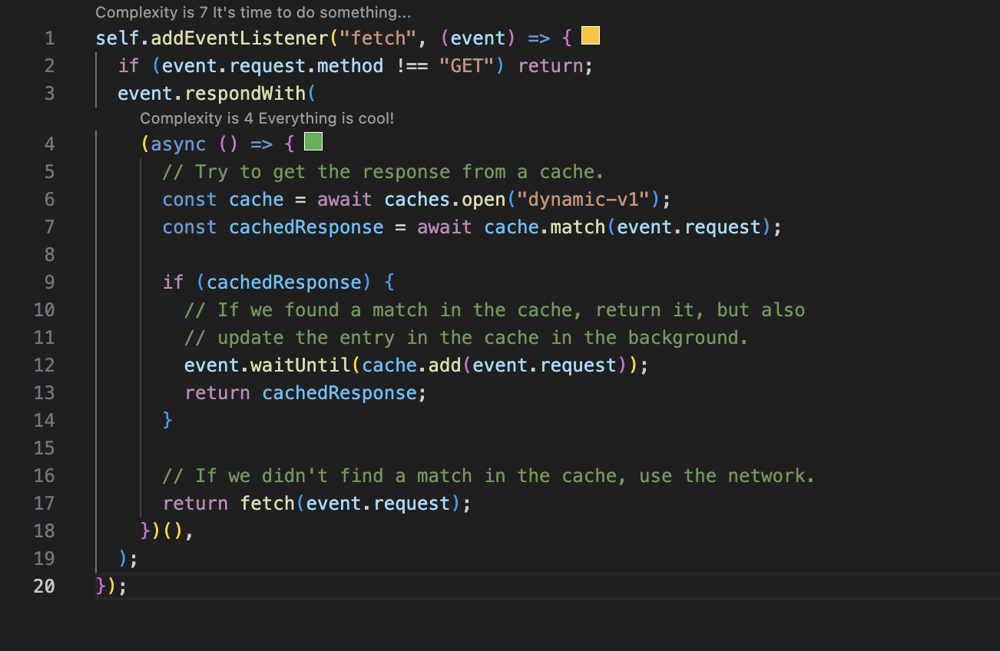 Complexity is 7 It's time to do something...
1 self.addEventListener("fetch", (event) => {
2 if (event.request.method !== "GET") return;
3 event.respondWith(
Complexity is 4 Everything is cool!
4 (async () => {
5 // Try to get the response from a cache.
6 const cache = await caches.open("dynamic-v1");
7 const cachedResponse = await cache.match(event.request);
8
9 if (cachedResponse) {
10 // If we found a match in the cache, return it, but also
11 // update the entry in the cache in the background.
12 event.waitUntil(cache.add(event.request));
13 return cachedResponse;
14 }
15
16 // If we didn't find a match in the cache, use the network.
17 return fetch(event.request);
18 })(),
19 );
20 });